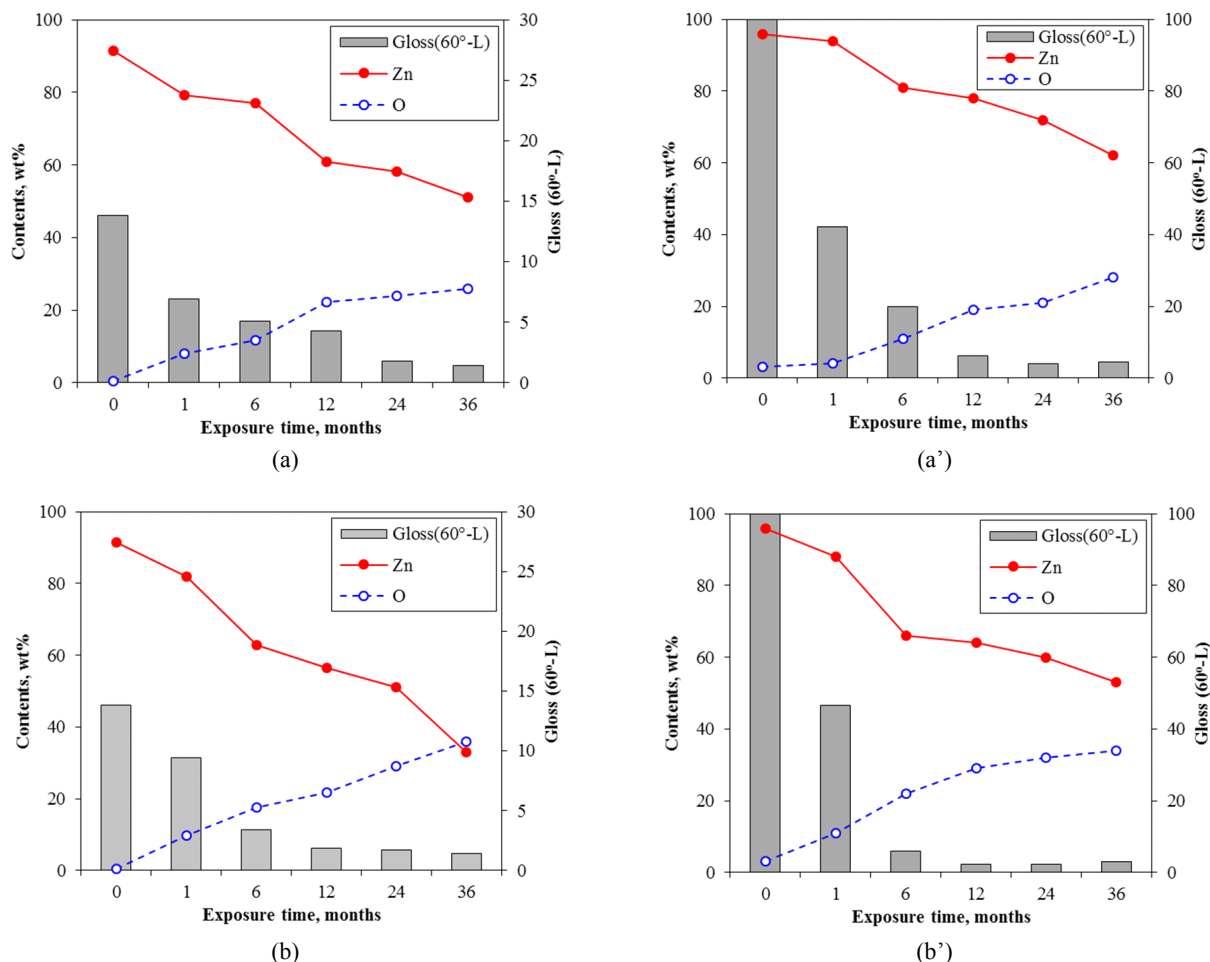 100
80
60
40
20
0
Contents, wt%
30
25
20
15
10
5
0
Gloss (60º-L)
Gloss(60°-L)
Zn
O
0 1 6 12 24 36
Exposure time, months
(a)
100
80
60
40
20
0
Contents, wt%
100
80
60
40
20
0
Gloss (60º-L)
Gloss(60°-L)
Zn
O
0 1 6 12 24 36
Exposure time, months
(a’)
100
80
60
40
20
0
Contents, wt%
30
25
20
15
10
5
0
Gloss (60º-L)
Gloss(60°-L)
Zn
O
0 1 6 12 24 36
Exposure time, months
(b)
100
80
60
40
20
0
Contents, wt%
100
80
60
40
20
0
Gloss (60º-L)
Gloss(60°-L)
Zn
O
0 1 6 12 24 36
Exposure time, months
(b’)